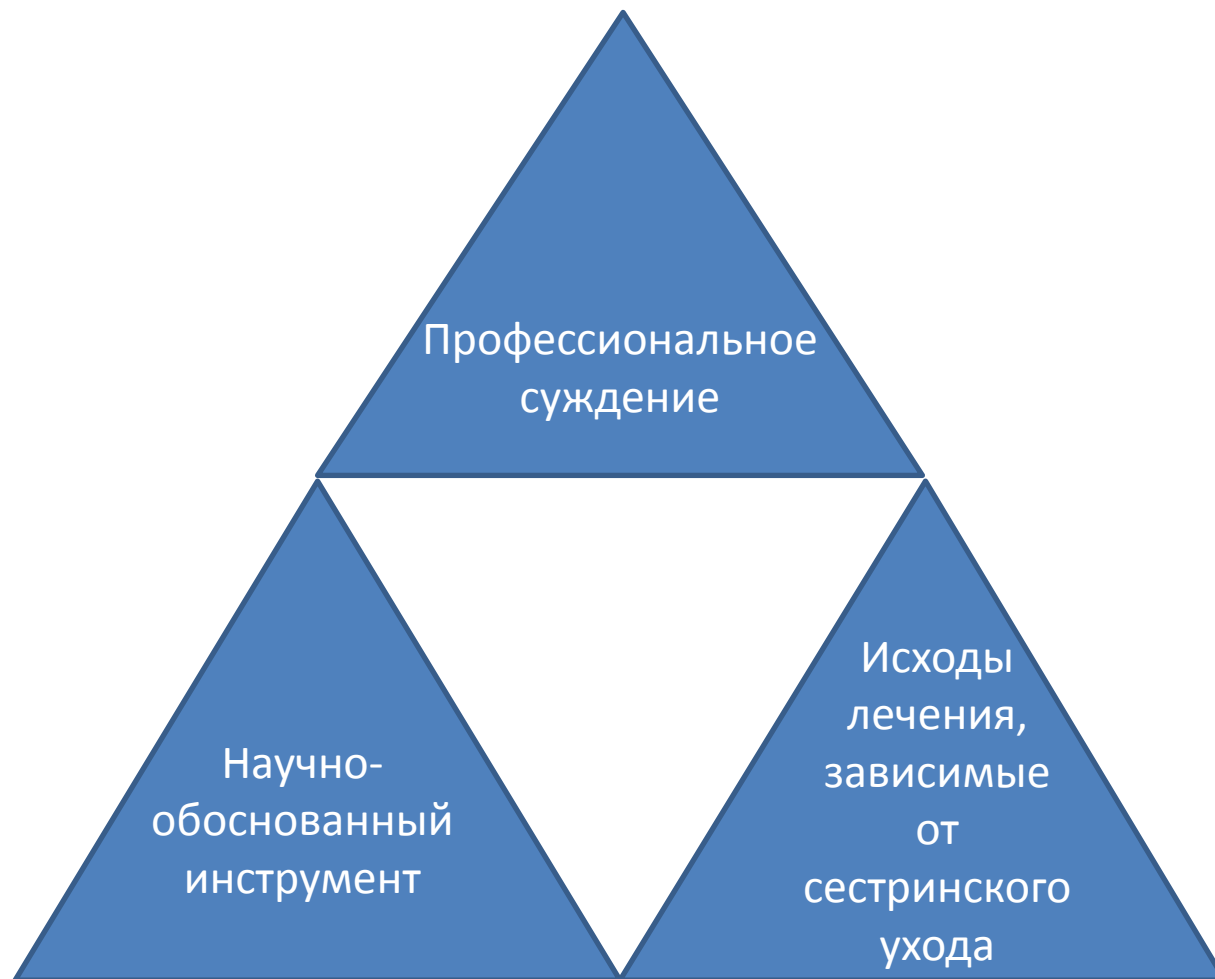 Профессиональное
суждение
Научно-
обоснованный
инструмент
Исходы
лечения,
зависимые
от
сестринского
ухода